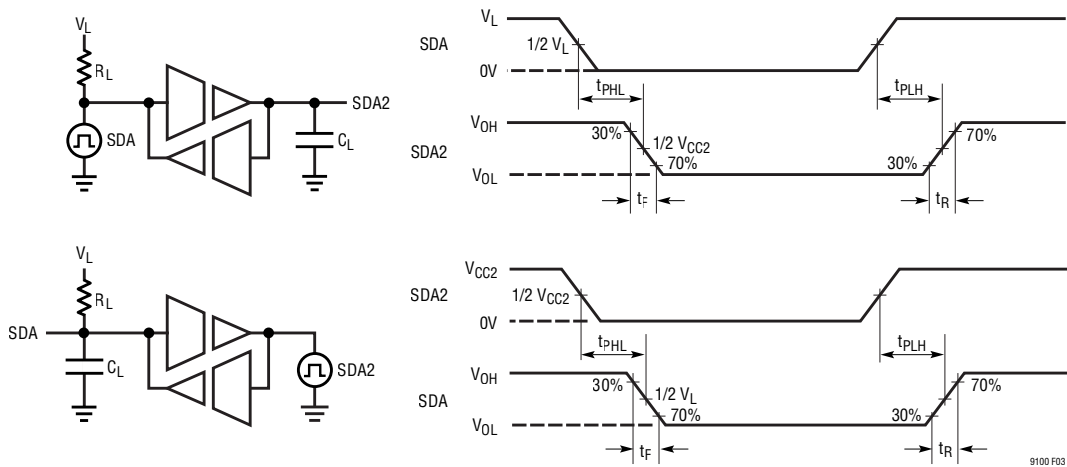 VL
RL
SDA
SDA2
CL
VL
SDA
1/2 VL
0V
tPHL
tPLH
VOH
30%
70%
SDA2
1/2 VCC2
VOL
70%
30%
tF
tR
VL
RL
SDA
CL
SDA2
VCC2
SDA2
1/2 VCC2
0V
tPHL
tPLH
VOH
30%
70%
SDA
1/2 VL
VOL
70%
30%
tF
tR
9100 F03